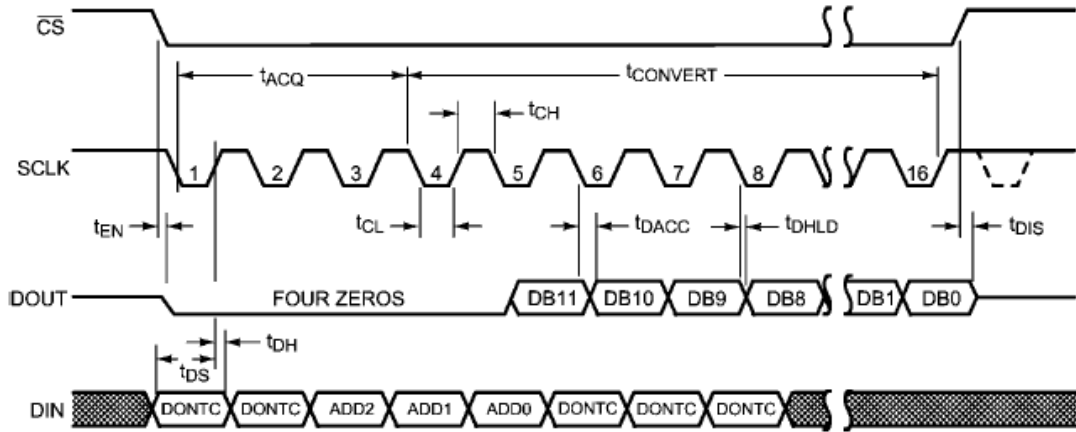 CS
tACQ
tCONVERT
tCH
SCLK
1 2 3 4 5 6 7 8 16
tEN
tCL
tDACC
tDHLD
tDIS
DOUT
FOUR ZEROS
DB11 DB10 DB9 DB8 DB1 DB0
tDH
tDS
DIN
DONTC DONTC ADD2 ADD1 ADD0 DONTC DONTC DONTC